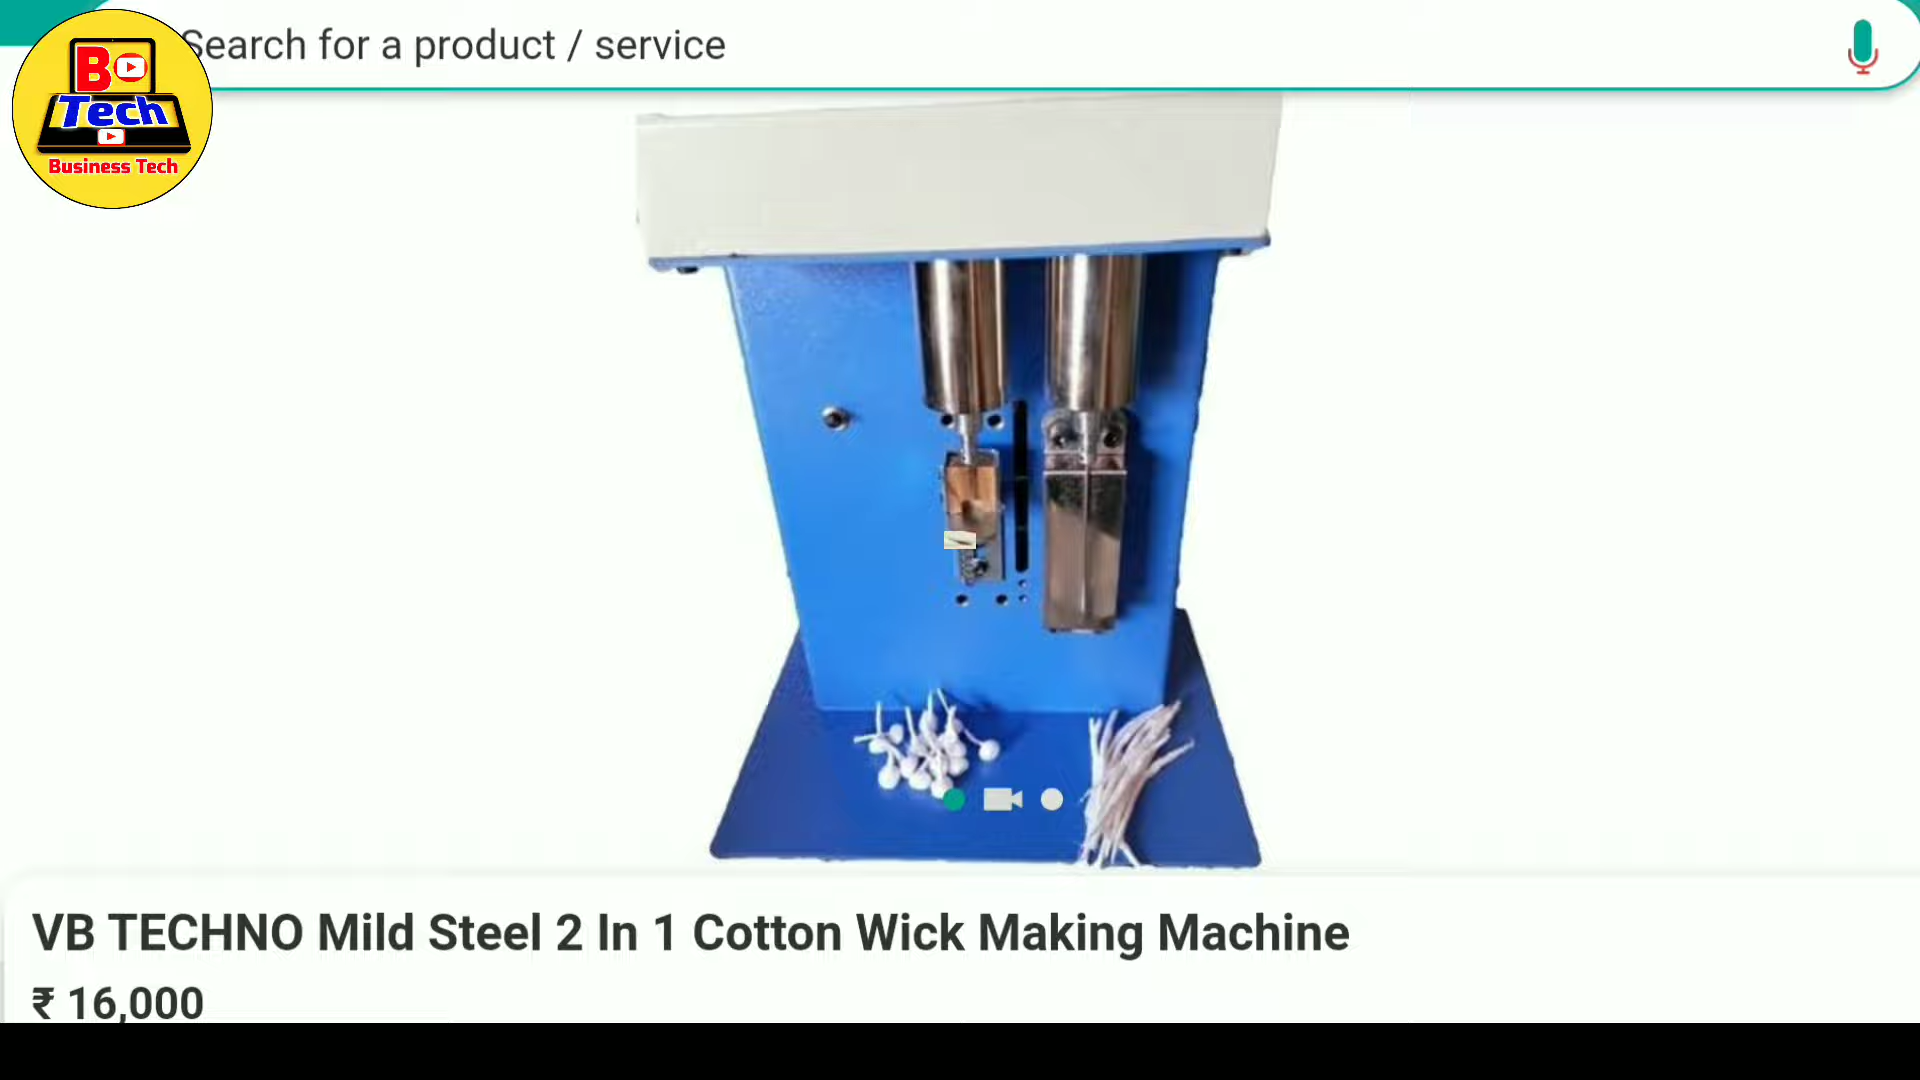 Search for a product / service
B
Tech
Business Tech
VB TECHNO Mild Steel 2 In 1 Cotton Wick Making Machine
₹ 16,000